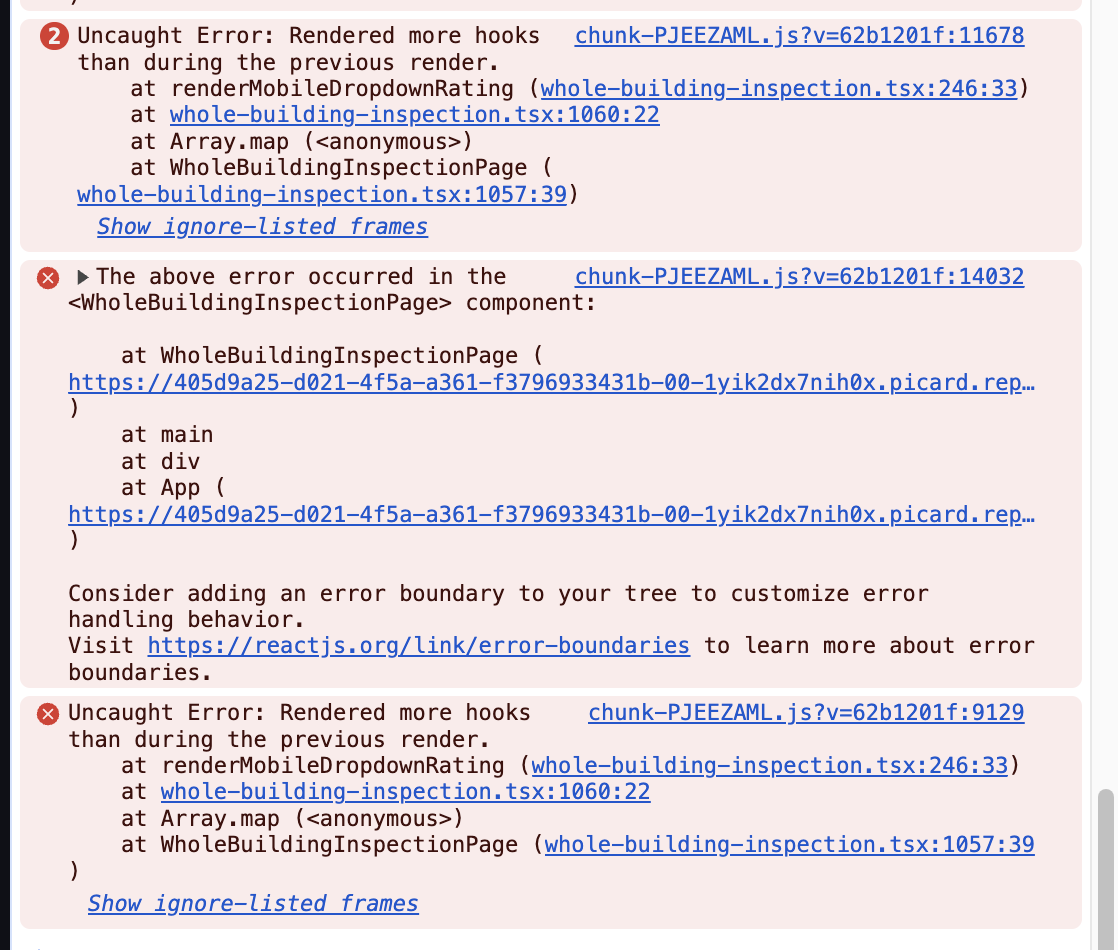 2 Uncaught Error: Rendered more hooks chunk-PJEEZAML.js?v=62b1201f:11678
than during the previous render.
at renderMobileDropdownRating (whole-building-inspection.tsx:246:33)
at whole-building-inspection.tsx:1060:22
at Array.map (<anonymous>)
at WholeBuildingInspectionPage (
whole-building-inspection.tsx:1057:39)
Show ignore-listed frames
The above error occurred in the chunk-PJEEZAML.js?v=62b1201f:14032
<WholeBuildingInspectionPage> component:
at WholeBuildingInspectionPage (
https://405d9a25-d021-4f5a-a361-f3796933431b-00-1yik2dx7nih0x.picard.rep…
)
at main
at div
at App (
https://405d9a25-d021-4f5a-a361-f3796933431b-00-1yik2dx7nih0x.picard.rep…
)
Consider adding an error boundary to your tree to customize error
handling behavior.
Visit https://reactjs.org/link/error-boundaries to learn more about error
boundaries.
Uncaught Error: Rendered more hooks chunk-PJEEZAML.js?v=62b1201f:9129
than during the previous render.
at renderMobileDropdownRating (whole-building-inspection.tsx:246:33)
at whole-building-inspection.tsx:1060:22
at Array.map (<anonymous>)
at WholeBuildingInspectionPage (whole-building-inspection.tsx:1057:39
)
Show ignore-listed frames